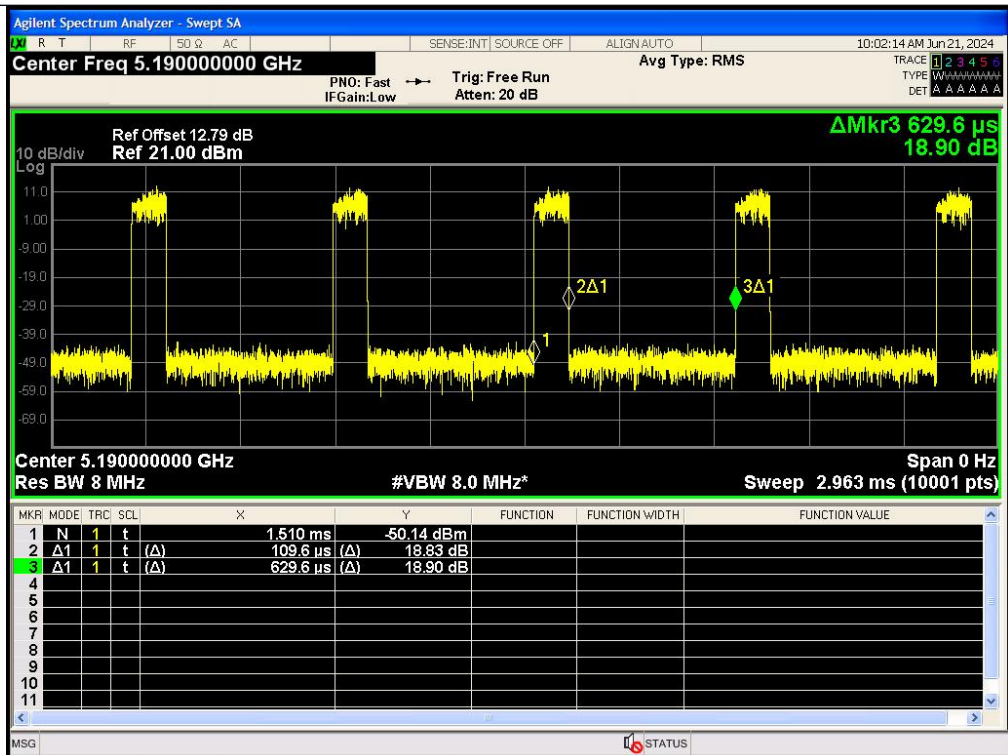 Agilent Spectrum Analyzer - Swept SA
LXI R T RF 50 Ω AC SENSE:INT SOURCE OFF ALIGN AUTO 10:02:14 AM Jun 21, 2024
Center Freq 5.190000000 GHz Avg Type: RMS TRACE 1 2 3 4 5 6
PNO: Fast Trig: Free Run TYPE WWWWWW
IFGain:Low Atten: 20 dB DET A A A A A A
ΔMkr3 629.6 µs
18.90 dB
Ref Offset 12.79 dB
10 dB/div Ref 21.00 dBm
Log
11.0
1.00
-9.00
-19.0
2Δ1 3Δ1
-29.0
-39.0
1
-49.0
-59.0
-69.0
Center 5.190000000 GHz Span 0 Hz
Res BW 8 MHz #VBW 8.0 MHz* Sweep 2.963 ms (10001 pts)
MKR MODE TRC SCL X Y FUNCTION FUNCTION WIDTH FUNCTION VALUE
1 N 1 t 1.510 ms -50.14 dBm
2 Δ1 1 t (Δ) 109.6 µs (Δ) 18.83 dB
3 Δ1 1 t (Δ) 629.6 µs (Δ) 18.90 dB
4
5
6
7
8
9
10
11
MSG STATUS